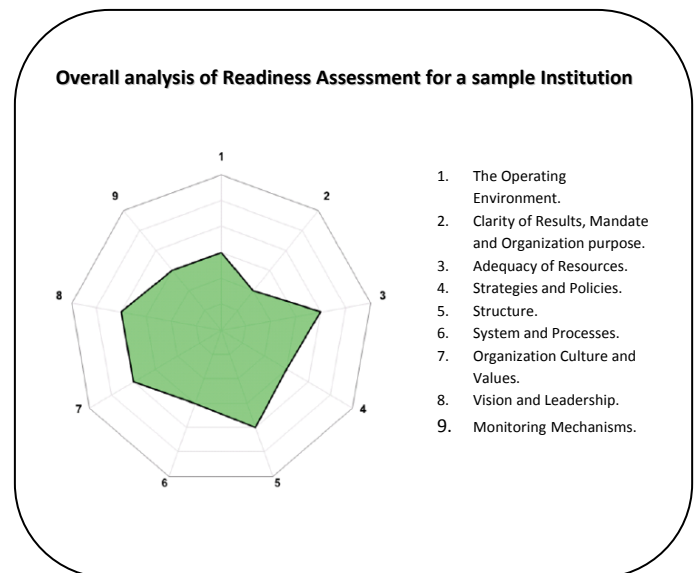 Overall analysis of Readiness Assessment for a sample Institution
1
2
3
4
5
6
7
8
9
1. The Operating
Environment.
2. Clarity of Results, Mandate
and Organization purpose.
3. Adequacy of Resources.
4. Strategies and Policies.
5. Structure.
6. System and Processes.
7. Organization Culture and
Values.
8. Vision and Leadership.
9. Monitoring Mechanisms.